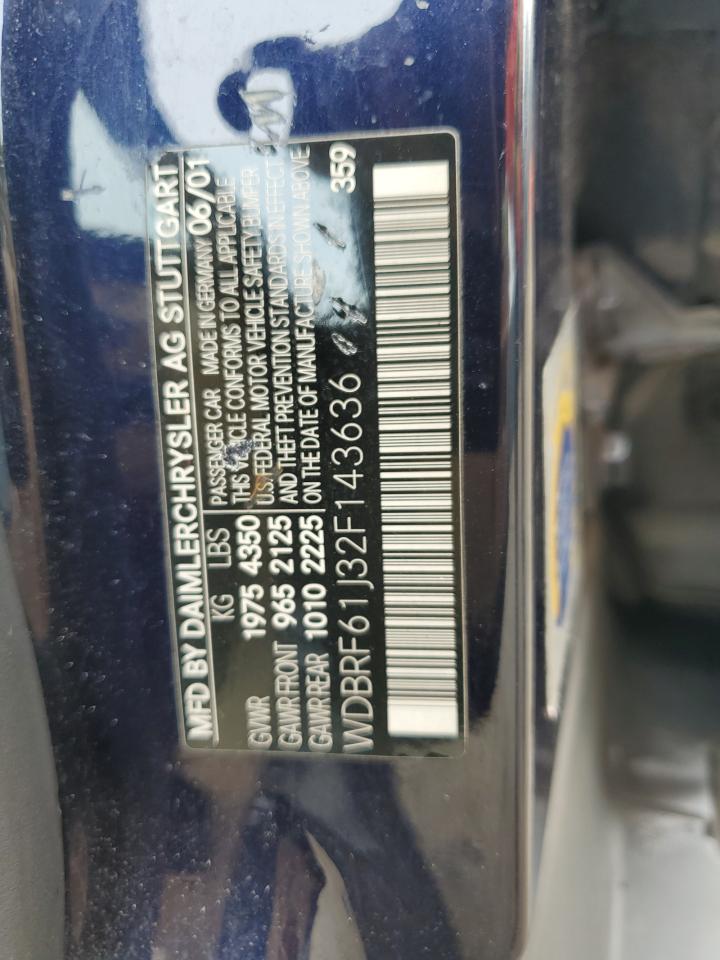 MFD BY DAIMLERCHRYSLER AG STUTTGART
KG LBS
GVWR 1975 4350
GAWR FRONT 965 2125
GAWR REAR 1010 2225
PASSENGER CAR MADE IN GERMANY 06/01
THIS VEHICLE CONFORMS TO ALL APPLICABLE
U.S. FEDERAL MOTOR VEHICLE SAFETY, BUMPER
AND THEFT PREVENTION STANDARDS IN EFFECT
ON THE DATE OF MANUFACTURE SHOWN ABOVE
WDBRF61J32F143636 359